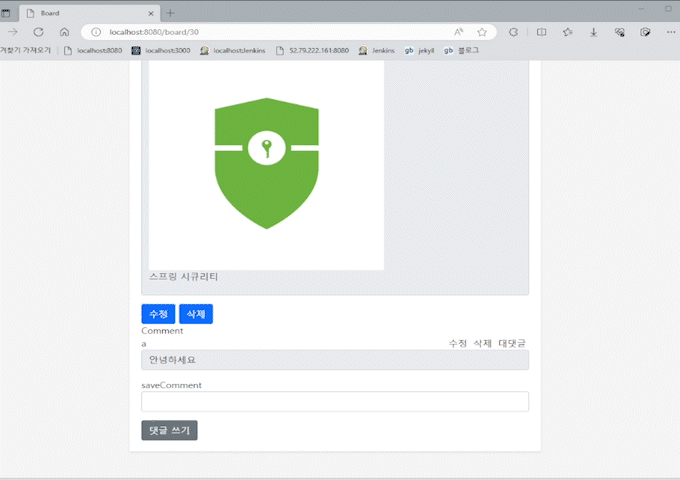 Board
localhost:8080/board/30
거찾기 가져오기 localhost:8080 localhost:3000 localhost:Jenkins 52.79.222.161:8080 Jenkins gb jekyll gb 블로그
스프링 시큐리티
수정 삭제
Comment
a 수정 삭제 대댓글
안녕하세요
saveComment
댓글 쓰기